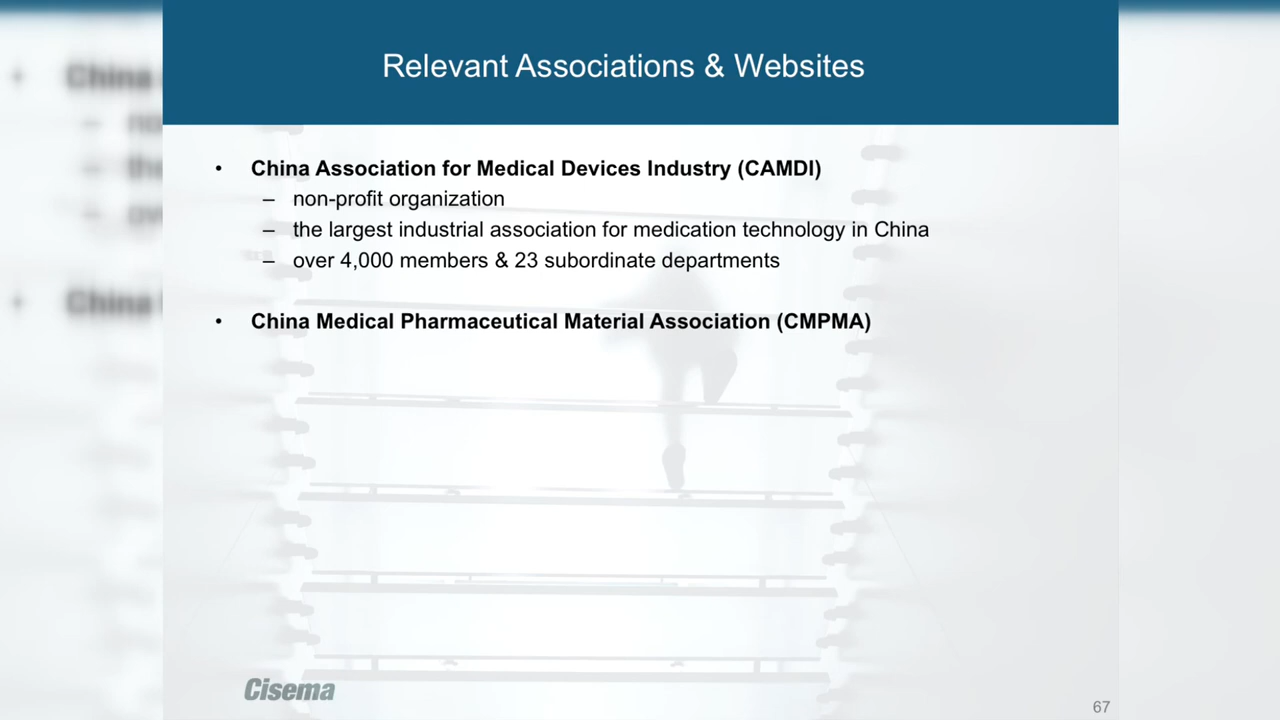 Relevant Associations & Websites
• China Association for Medical Devices Industry (CAMDI)
– non-profit organization
– the largest industrial association for medication technology in China
– over 4,000 members & 23 subordinate departments
• China Medical Pharmaceutical Material Association (CMPMA)
Cisema
67